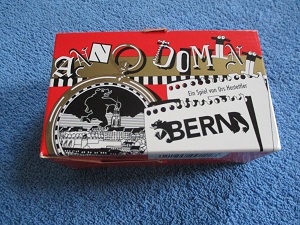 ANNO DOMINI
Ein Spiel von Urs Hostettler
BERN